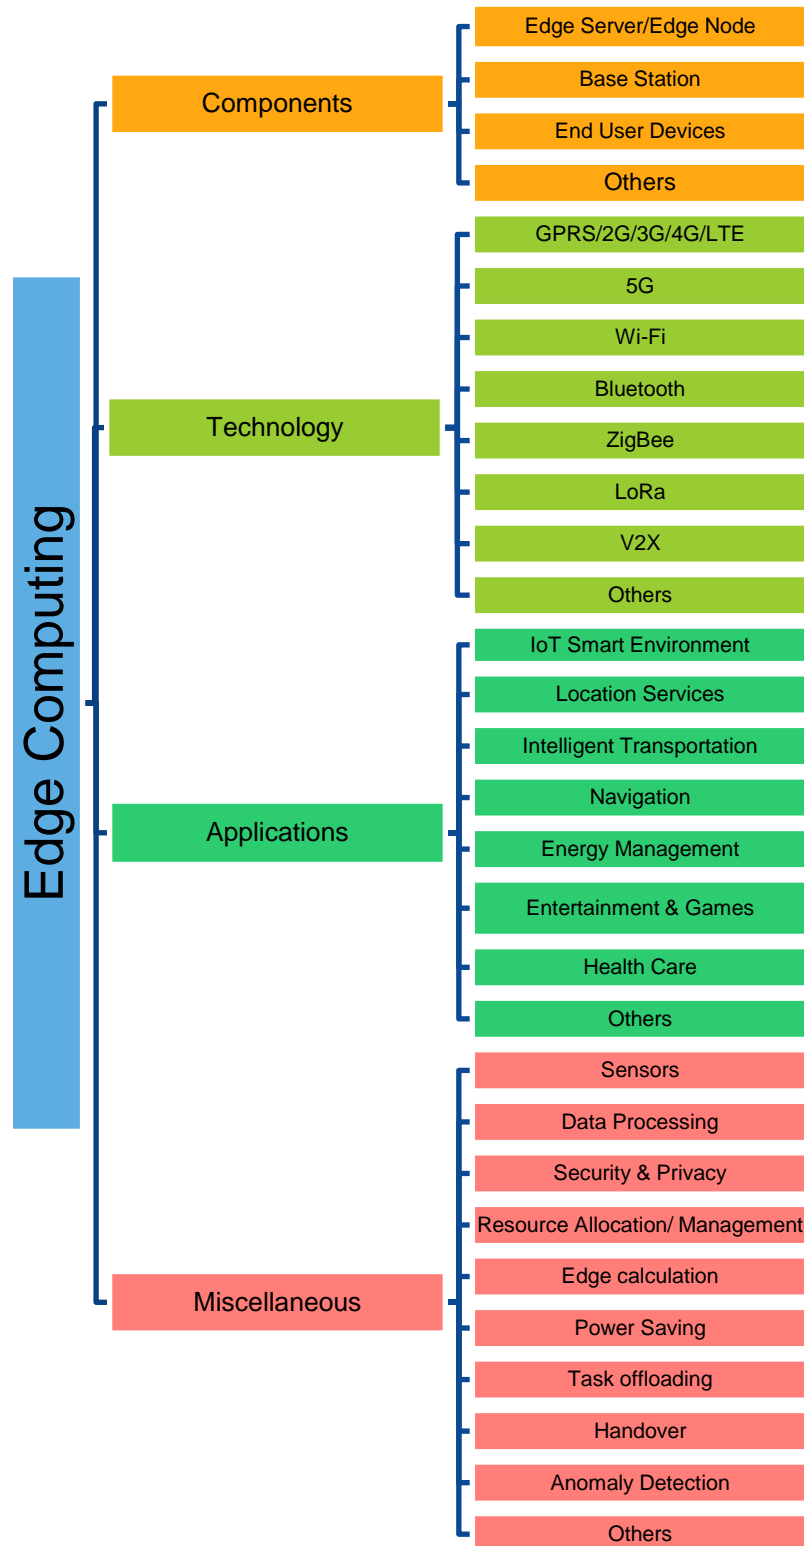 Edge Computing
Components
Edge Server/Edge Node
Base Station
End User Devices
Others
Technology
GPRS/2G/3G/4G/LTE
5G
Wi-Fi
Bluetooth
ZigBee
LoRa
V2X
Others
Applications
IoT Smart Environment
Location Services
Intelligent Transportation
Navigation
Energy Management
Entertainment & Games
Health Care
Others
Miscellaneous
Sensors
Data Processing
Security & Privacy
Resource Allocation/ Management
Edge calculation
Power Saving
Task offloading
Handover
Anomaly Detection
Others